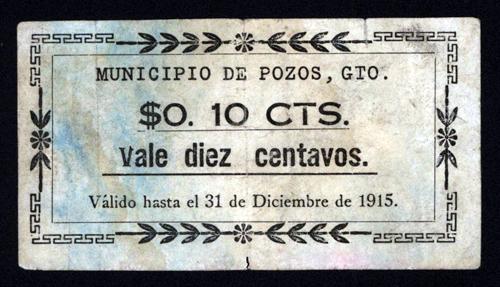 MUNICIPIO DE POZOS, GTO.
$0. 10 CTS.
Vale diez centavos.
Válido hasta el 31 de Diciembre de 1915.